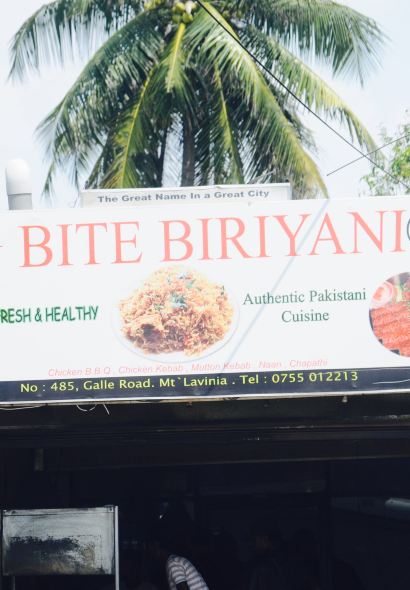 The Great Name In a Great City
BITE BIRIYANI
FRESH & HEALTHY
Authentic Pakistani
Cuisine
Chicken B.B.Q , Chicken Kebab , Mutton Kebab , Naan , Chapathi
No : 485, Galle Road. Mt`Lavinia . Tel : 0755 012213